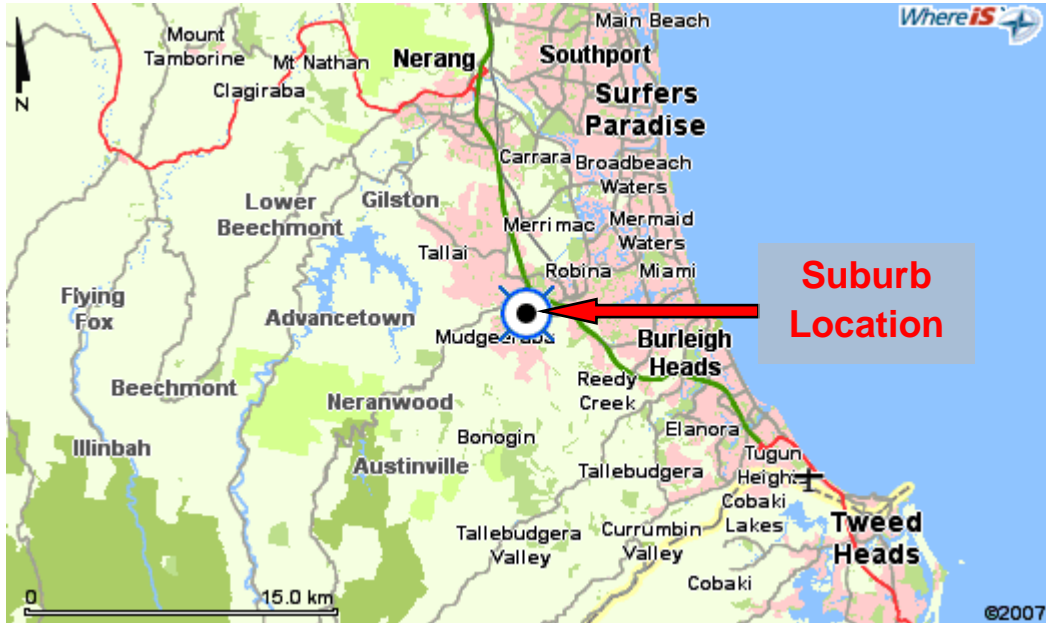 Main Beach
WhereiS
Mount
Tamborine
Mt Nathan
Nerang
Southport
Clagiraba
Surfers
Paradise
N
Carrara
Broadbeach
Waters
Lower
Beechmont
Gilston
Merrimac
Mermaid
Waters
Tallai
Robina
Miami
Suburb
Location
Flying
Fox
Advancetown
Mudgeeraba
Burleigh
Heads
Beechmont
Neranwood
Reedy
Creek
Illinbah
Bonogin
Elanora
Austinville
Tallebudgera
Tugun
Heights
Cobaki
Lakes
Tallebudgera
Valley
Currumbin
Valley
Tweed
Heads
Cobaki
0
15.0 km
©2007